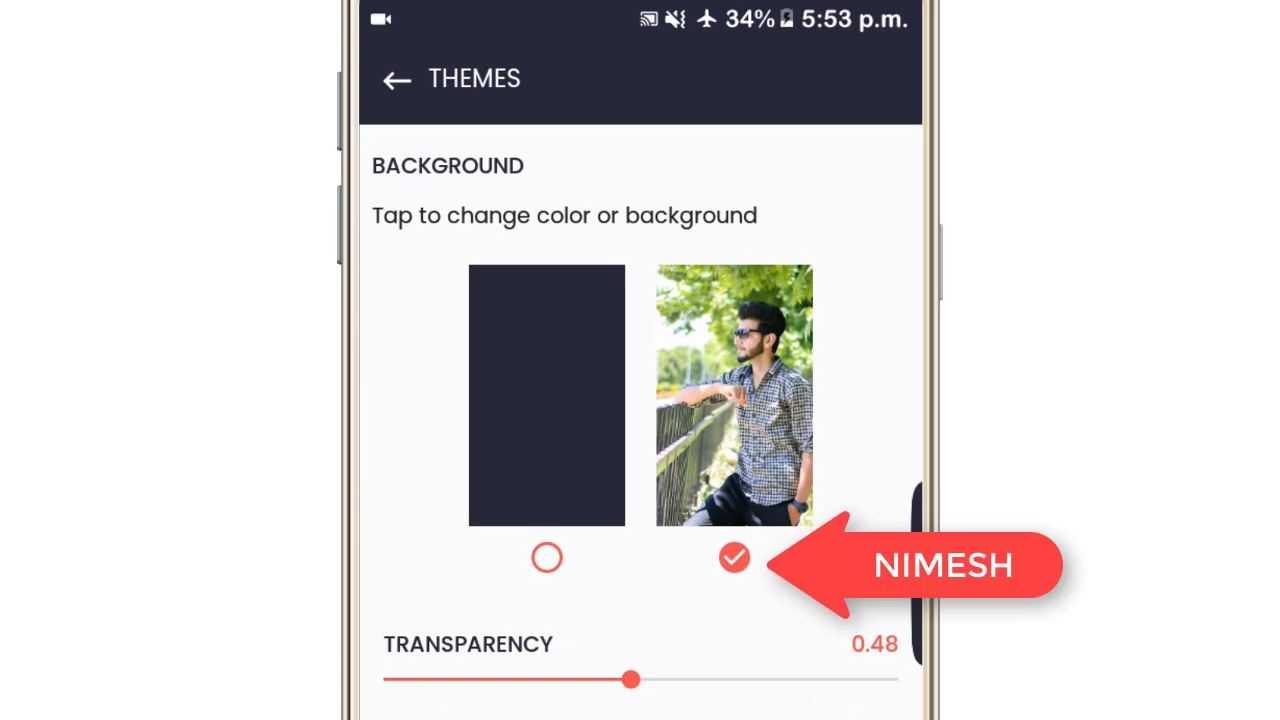 34% 5:53 p.m.
THEMES
BACKGROUND
Tap to change color or background
NIMESH
TRANSPARENCY 0.48